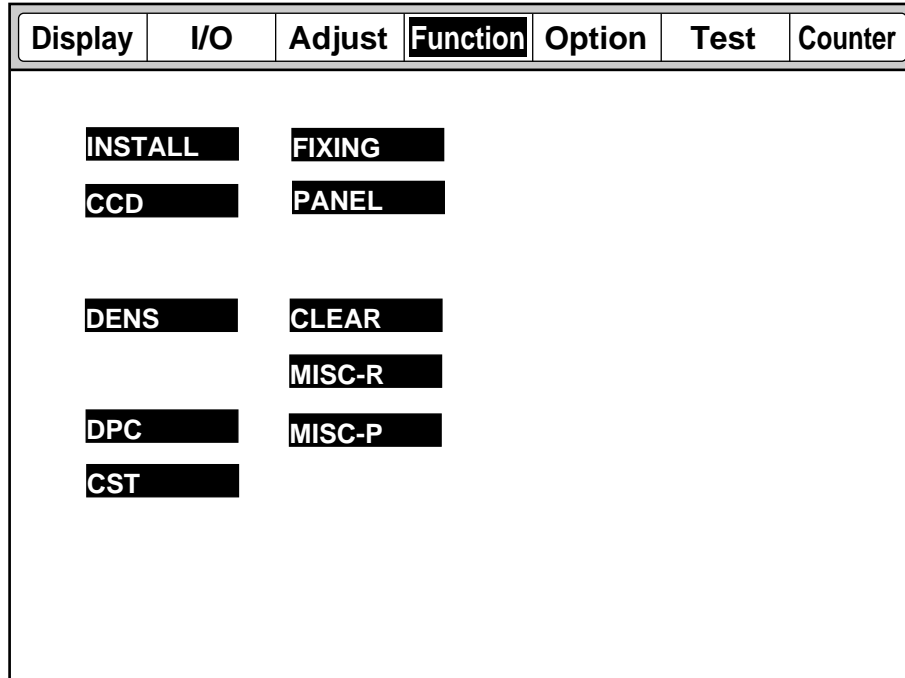 Display I/O Adjust Function Option Test Counter
INSTALL FIXING
CCD PANEL
DENS CLEAR
MISC-R
DPC MISC-P
CST